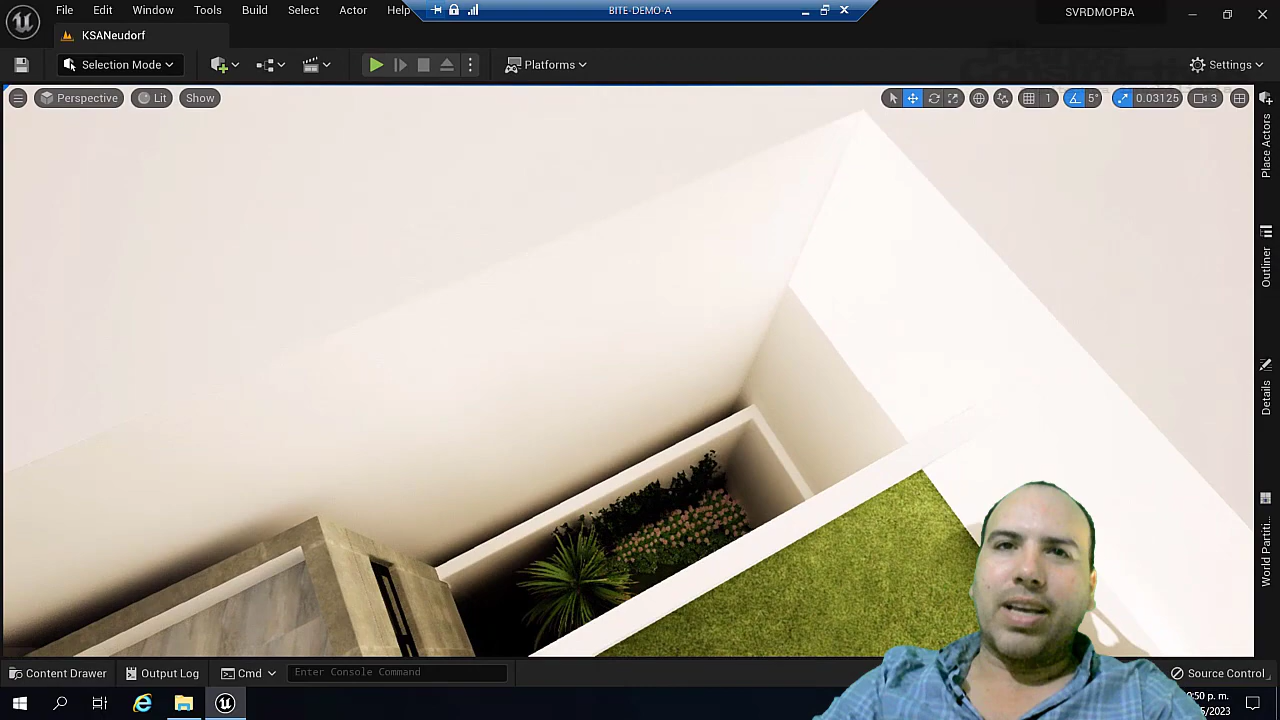 File Edit Window Tools Build Select Actor Help
BITE-DEMO-A
SVRDMOPBA
KSANeudorf
Selection Mode
Platforms
Settings
Perspective Lit Show
1 5° 0.03125 3
Place Actors
Outliner
Details
World Partiti...
Content Drawer Output Log Cmd Enter Console Command Source Control
:50 p. m.
/2023